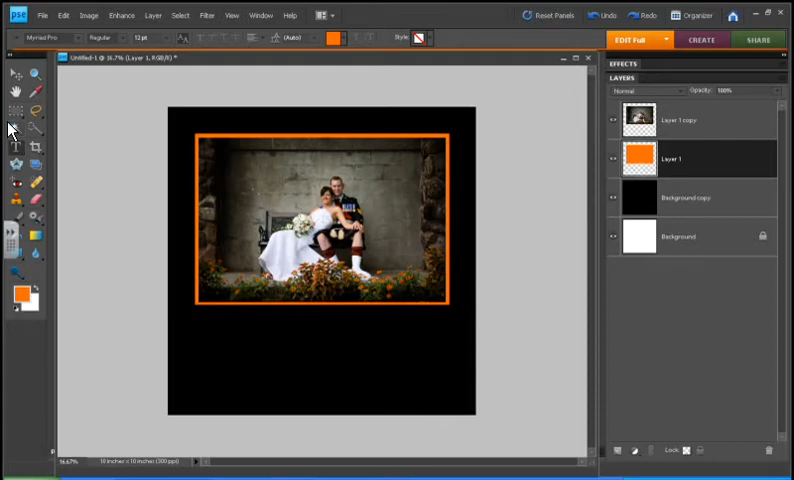 pse File Edit Image Enhance Layer Select Filter View Window Help Reset Panels Undo Redo Organizer
Myriad Pro Regular 12 pt (Auto) Style: EDIT Full CREATE SHARE
Untitled-1 @ 16.7% (Layer 1, RGB/8) *
EFFECTS
LAYERS
Normal Opacity: 100%
Layer 1 copy
Layer 1
Background copy
Background
Lock:
16.67% 10 inches x 10 inches (300 ppi)